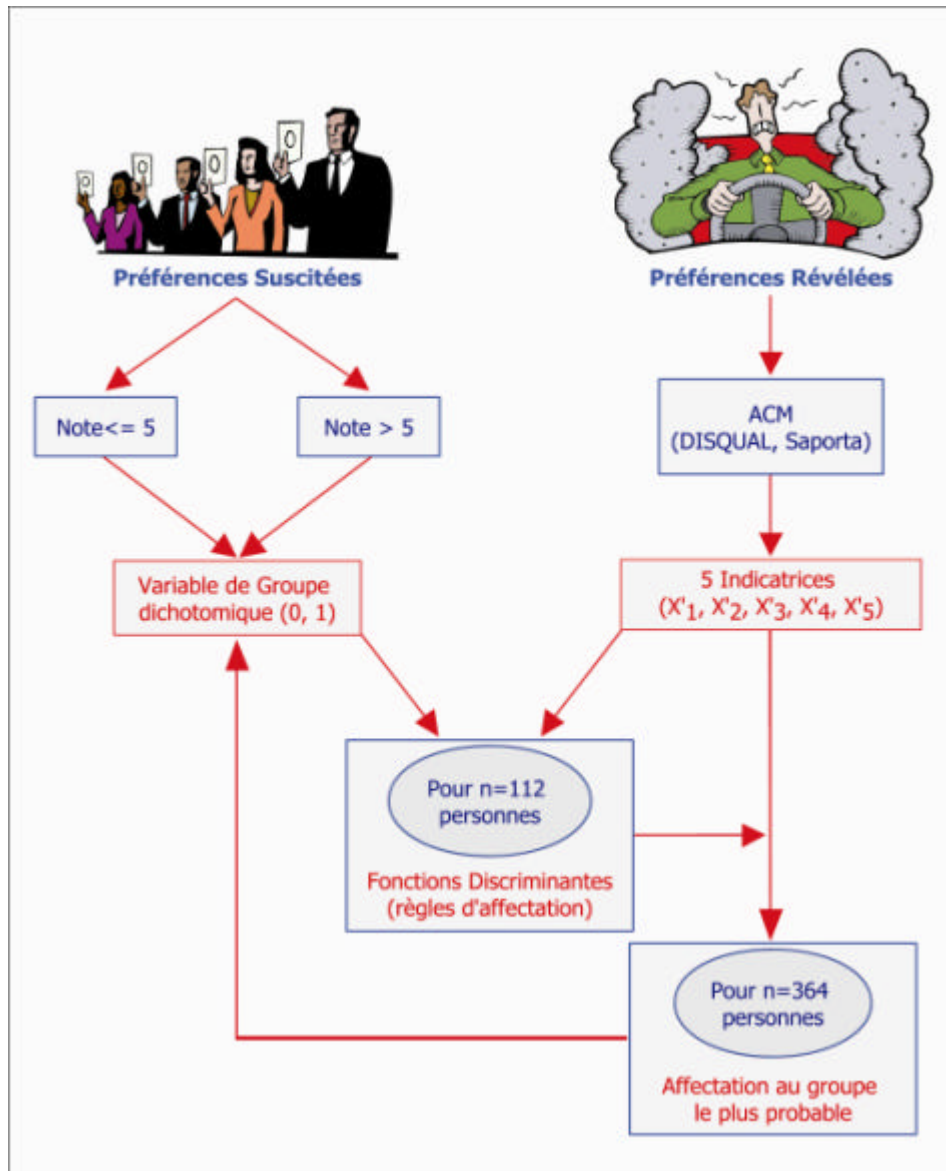 Préférences Suscitées
Préférences Révélées
Note<= 5
Note > 5
ACM
(DISQUAL, Saporta)
Variable de Groupe
dichotomique (0, 1)
5 Indicatrices
(X'1, X'2, X'3, X'4, X'5)
Pour n=112
personnes
Fonctions Discriminantes
(règles d'affectation)
Pour n=364
personnes
Affectation au groupe
le plus probable